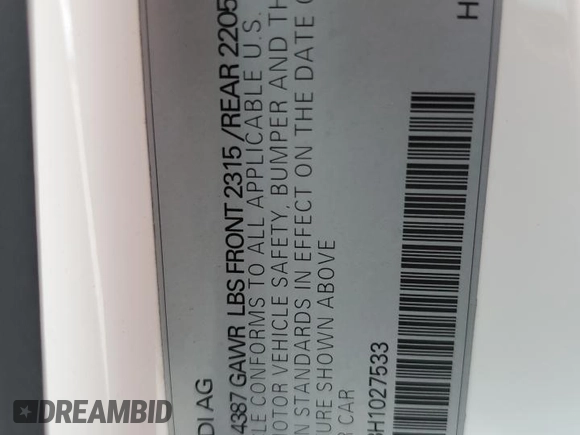 DI AG
4387 GAWR LBS FRONT 2315 /REAR 2205
LE CONFORMS TO ALL APPLICABLE U.S.
MOTOR VEHICLE SAFETY, BUMPER AND TH
N STANDARDS IN EFFECT ON THE DATE O
URE SHOWN ABOVE
R CAR
H1027533
H
DREAMBID